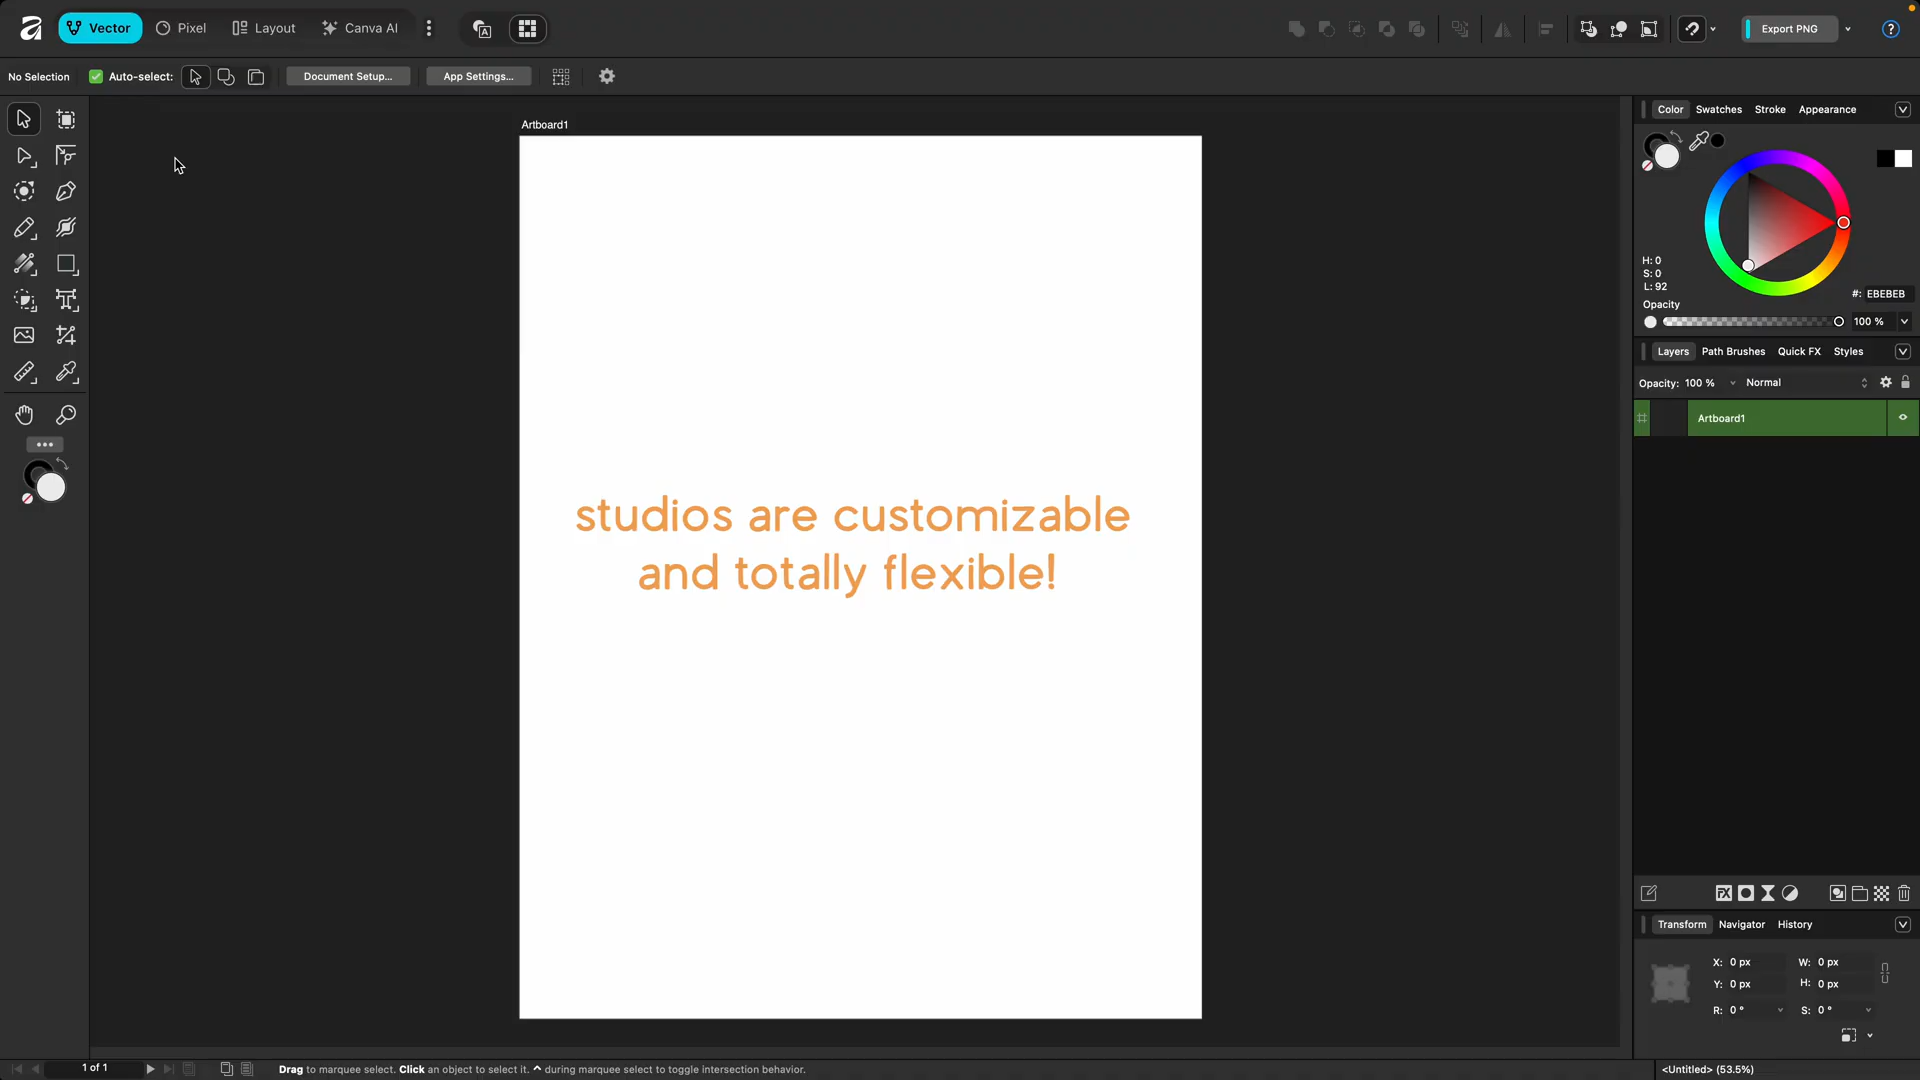 Vector
Pixel
Layout
Canva AI
Export PNG
No Selection
Auto-select:
Document Setup...
App Settings...
Artboard1
studios are customizable
and totally flexible!
Color
Swatches
Stroke
Appearance
H: 0
S: 0
L: 92
#: EBEBEB
Opacity
100 %
Layers
Path Brushes
Quick FX
Styles
Opacity: 100 %
Normal
Artboard1
Transform
Navigator
History
X: 0 px
W: 0 px
Y: 0 px
H: 0 px
R: 0 °
S: 0 °
1 of 1
Drag to marquee select. Click an object to select it. ⌃ during marquee select to toggle intersection behavior.
<Untitled> (53.5%)